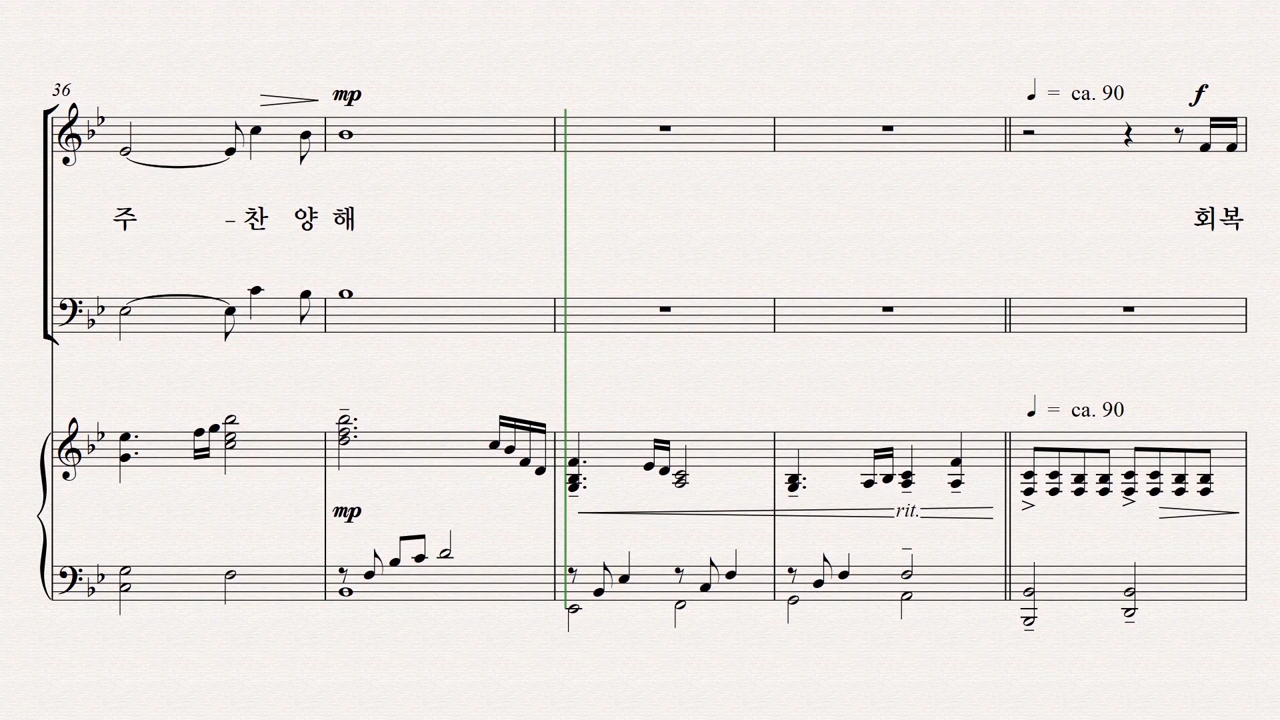 36
mp
♩ = ca. 90
f
주 - 찬 양 해
회복
♩ = ca. 90
mp
rit.